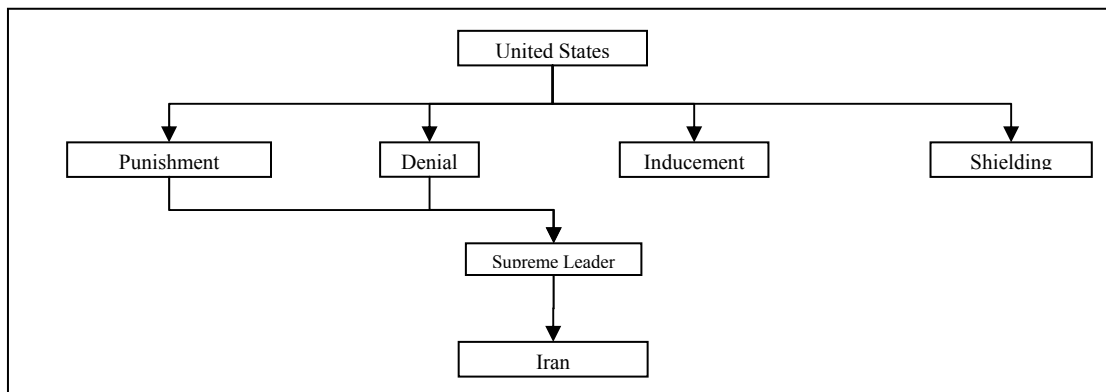 United States
Punishment Denial Inducement Shielding
Supreme Leader
Iran